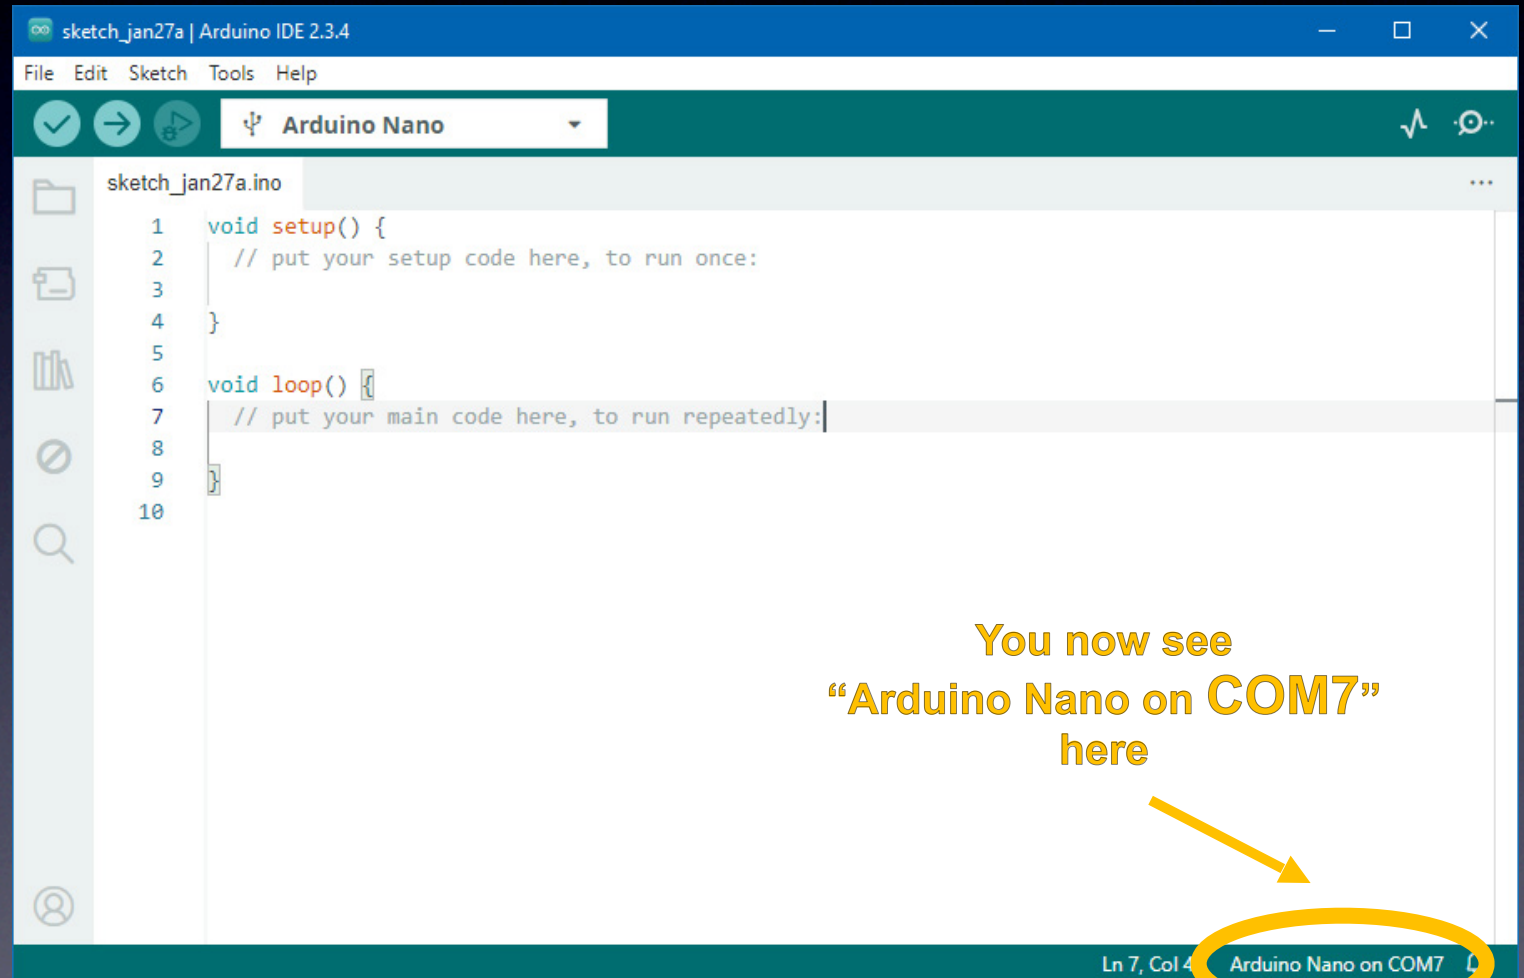 sketch_jan27a | Arduino IDE 2.3.4
File Edit Sketch Tools Help
Arduino Nano
sketch_jan27a.ino
1 void setup() {
2 // put your setup code here, to run once:
3
4 }
5
6 void loop() {
7 // put your main code here, to run repeatedly:
8
9 }
10
You now see
“Arduino Nano on COM7”
here
Ln 7, Col Arduino Nano on COM7